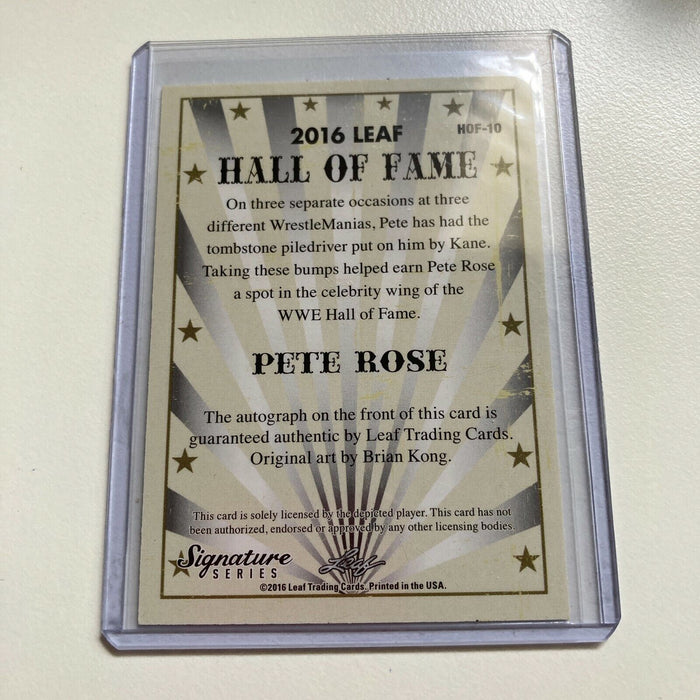 2016 LEAF
HOF-10
HALL OF FAME
On three separate occasions at three
different WrestleManias, Pete has had the
tombstone piledriver put on him by Kane.
Taking these bumps helped earn Pete Rose
a spot in the celebrity wing of the
WWE Hall of Fame.
PETE ROSE
The autograph on the front of this card is
guaranteed authentic by Leaf Trading Cards.
Original art by Brian Kong.
This card is solely licensed by the depicted player. This card has not
been authorized, endorsed or approved by any other licensing bodies.
Signature
SERIES
Leaf
©2016 Leaf Trading Cards. Printed in the USA.